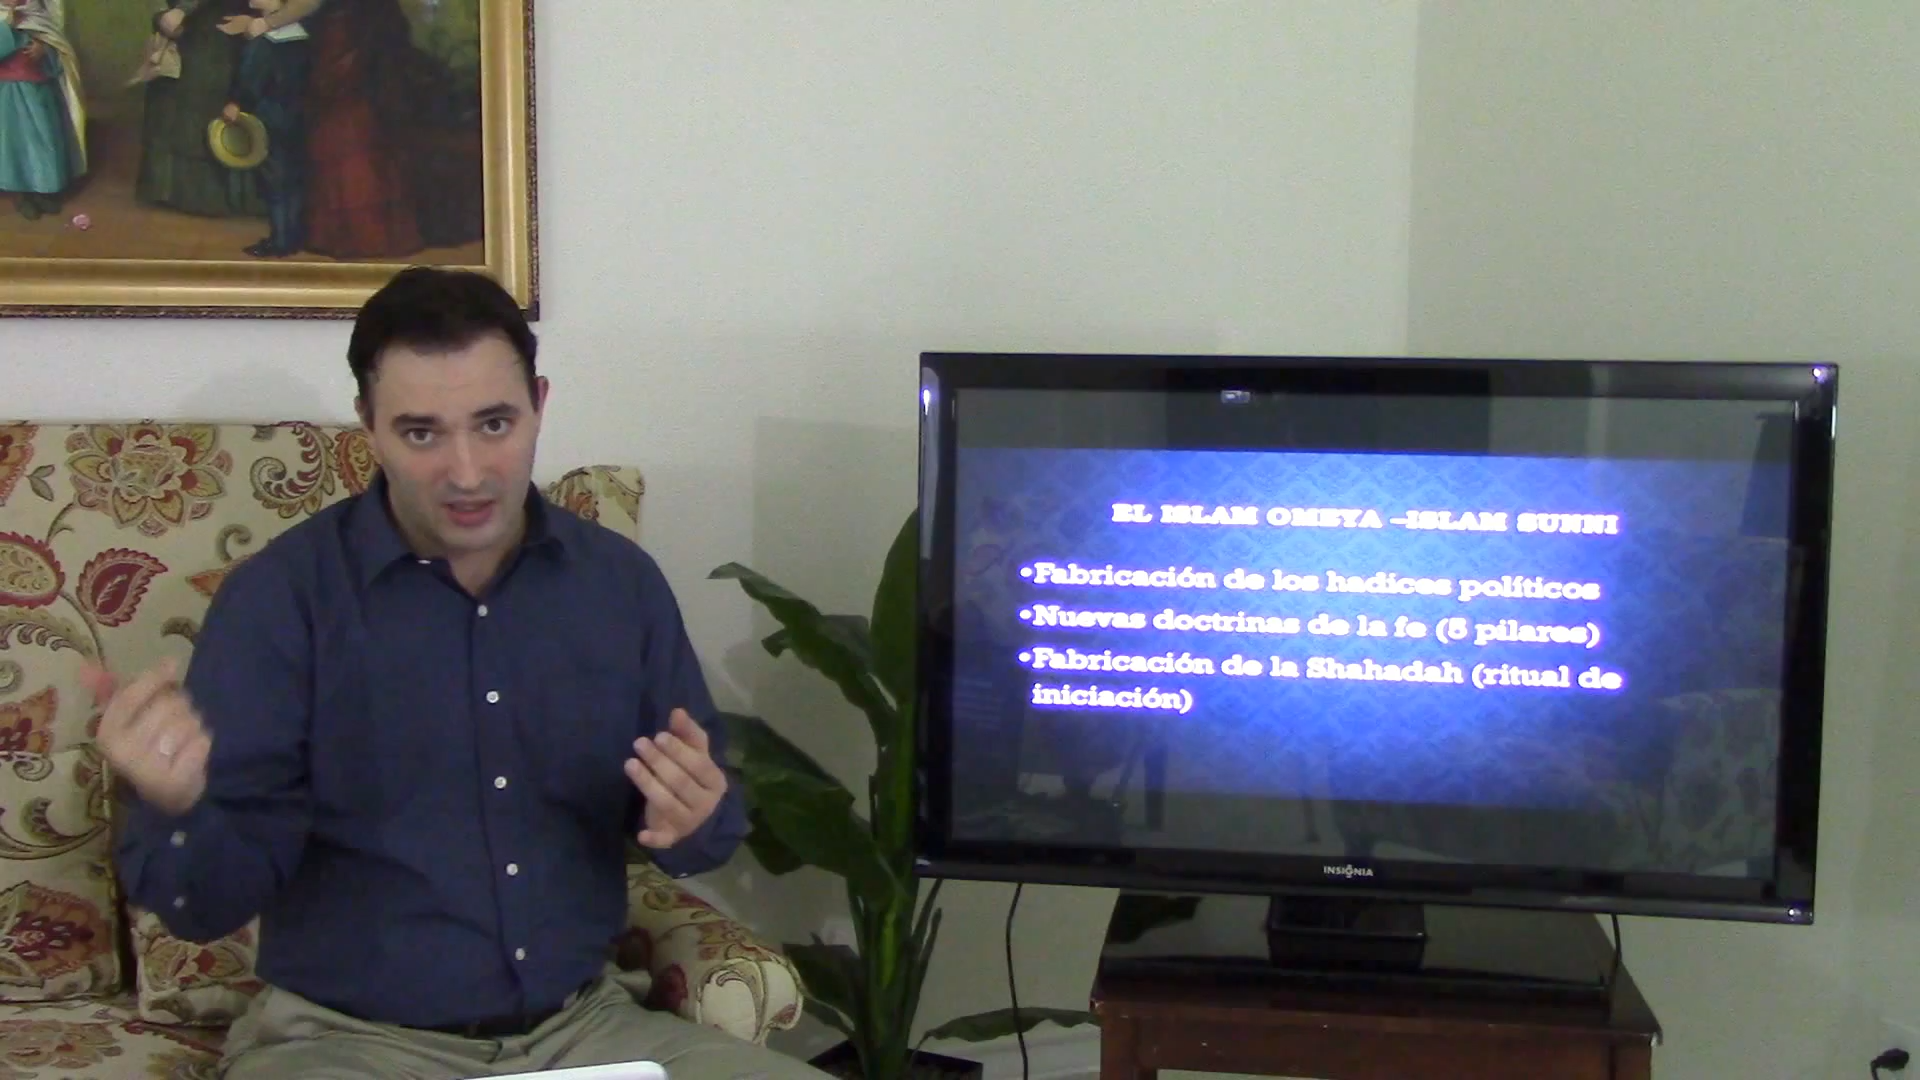 EL ISLAM OMEYA –ISLAM SUNNI
•Fabricación de los hadices políticos
•Nuevas doctrinas de la fe (5 pilares)
•Fabricación de la Shahadah (ritual de
iniciación)
INSIGNIA